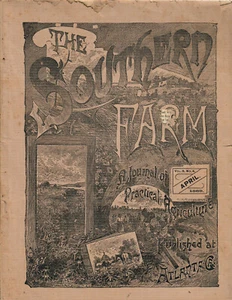 THE
SOUTHERN
FARM
A Journal of
Practical Agriculture
APRIL
Published at
ATLANTA GA